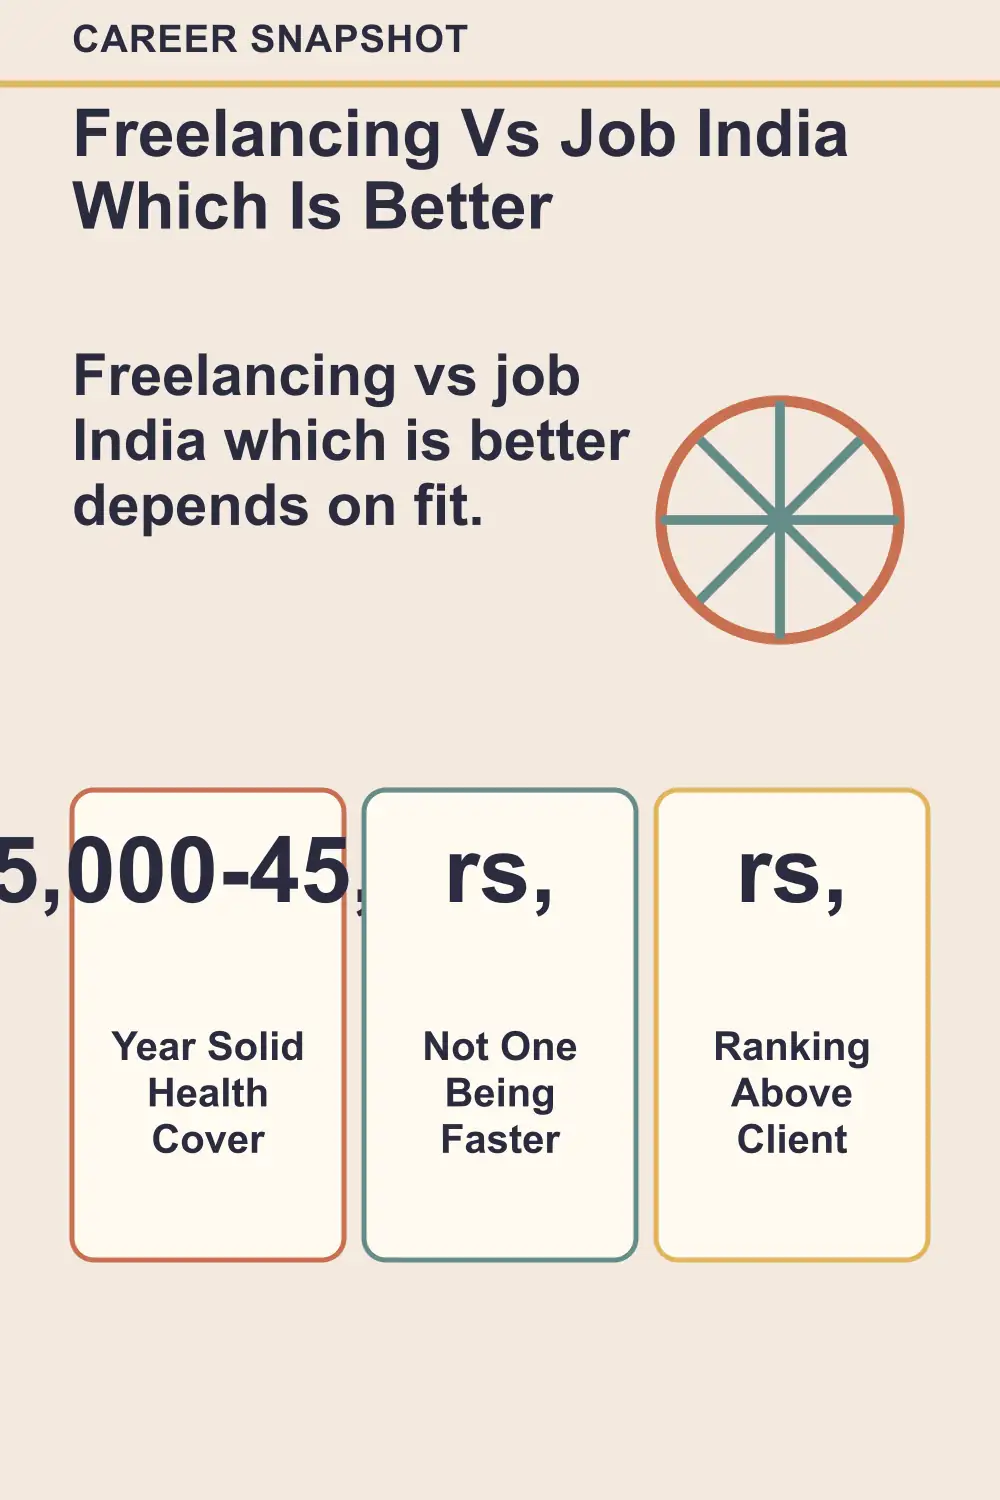 CAREER SNAPSHOT
Freelancing Vs Job India
Which Is Better
Freelancing vs job
India which is better
depends on fit.
5,000-45,
rs,
rs,
Year Solid
Health
Cover
Not One
Being
Faster
Ranking
Above
Client